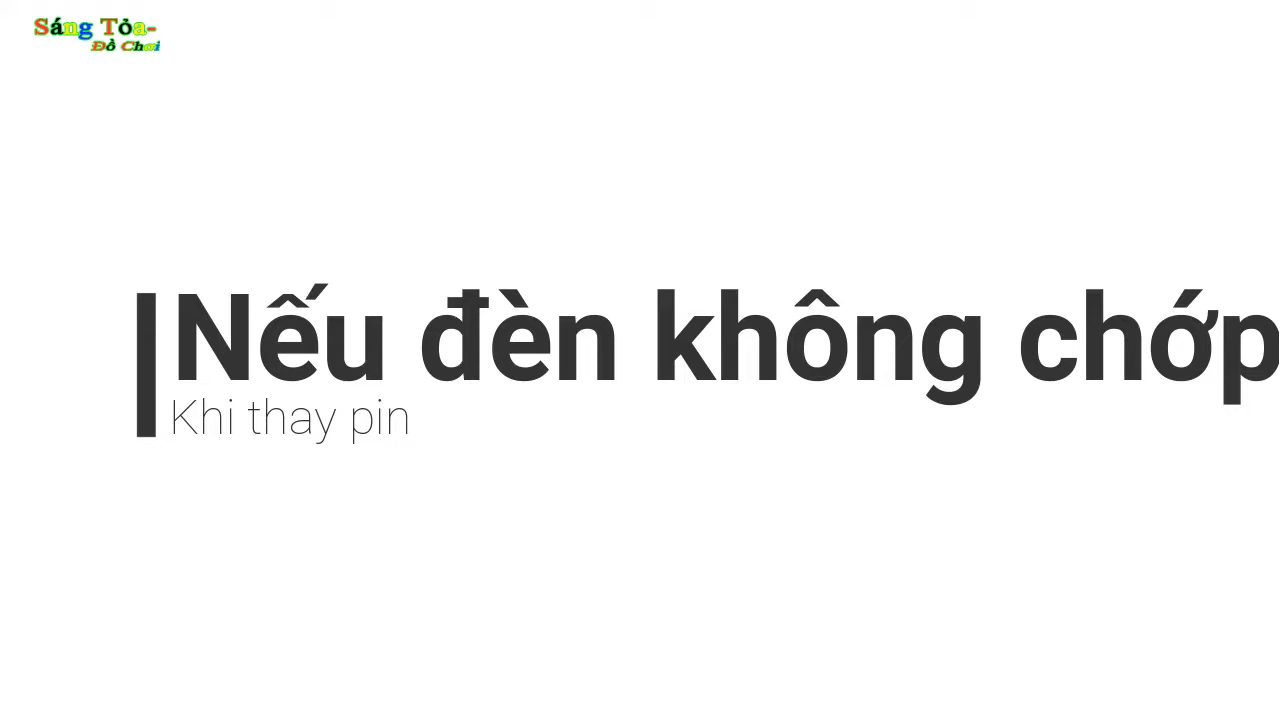 Sáng Tỏa-
Đồ Chơi
Nếu đèn không chớp
Khi thay pin